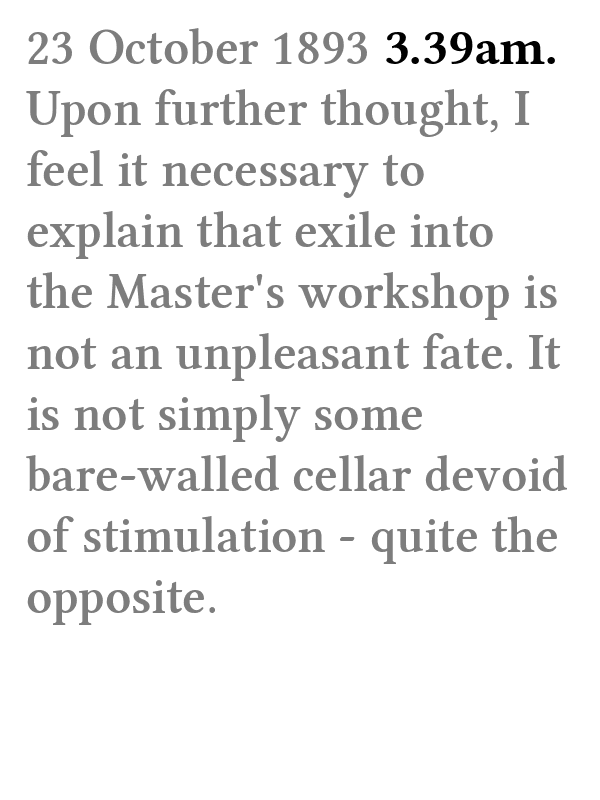 23 October 1893 3.39am.
Upon further thought, I
feel it necessary to
explain that exile into
the Master's workshop is
not an unpleasant fate. It
is not simply some
bare-walled cellar devoid
of stimulation - quite the
opposite.